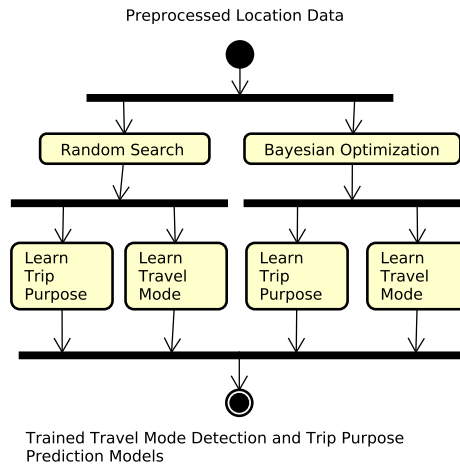 Preprocessed Location Data
Random Search
Bayesian Optimization
Learn
Trip
Purpose
Learn
Travel
Mode
Learn
Trip
Purpose
Learn
Travel
Mode
Trained Travel Mode Detection and Trip Purpose
Prediction Models